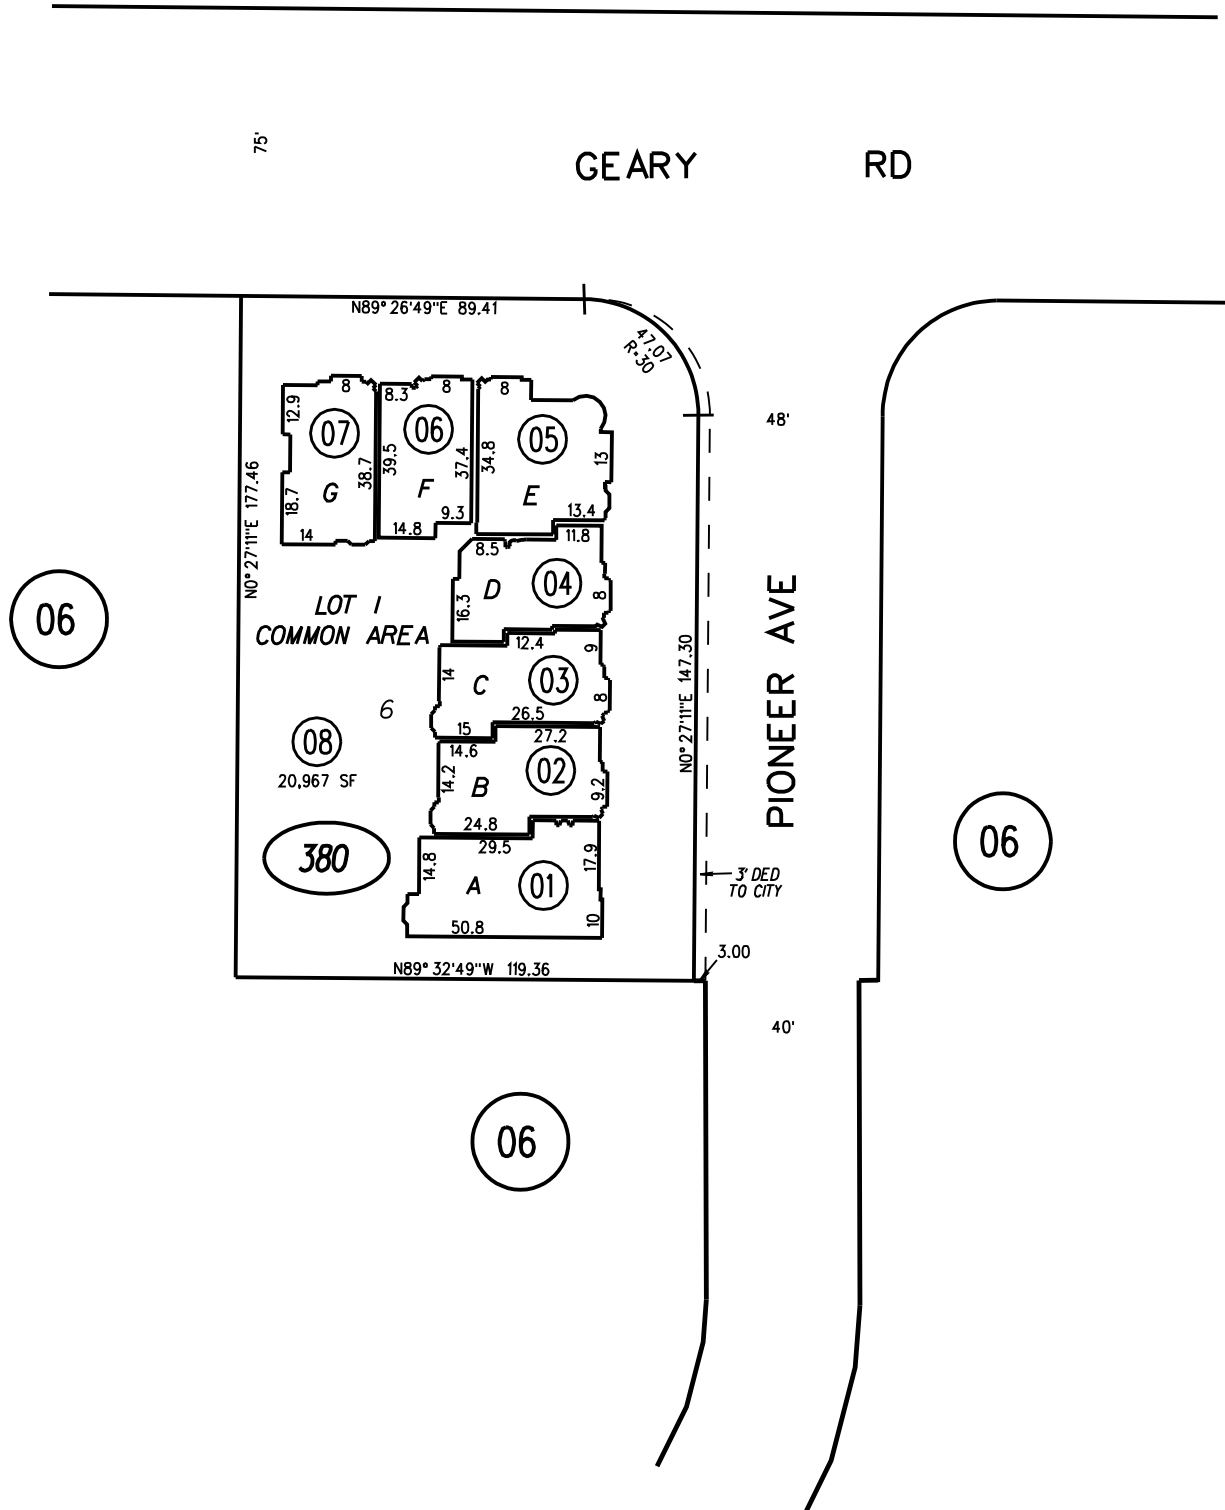 75'
GEARY RD
N89° 26'49"E 89.41
47.07
R=30
48'
8
8.3
8
8
12.9
07
06
05
38.7
39.5
37.4
34.8
13
G
F
E
18.7
9.3
13.4
14
14.8
11.8
N0° 27'11"E 177.46
8.5
D
04
8
16.3
06
LOT 1
COMMON AREA
12.4
9
14
C
03
8
6
26.5
15
N0° 27'11"E 147.30
PIONEER AVE
08
20,967 SF
27.2
14.6
14.2
B
02
9.2
24.8
380
29.5
14.8
17.9
A
01
10
50.8
06
3' DED
TO CITY
3.00
N89° 32'49"W 119.36
40'
06